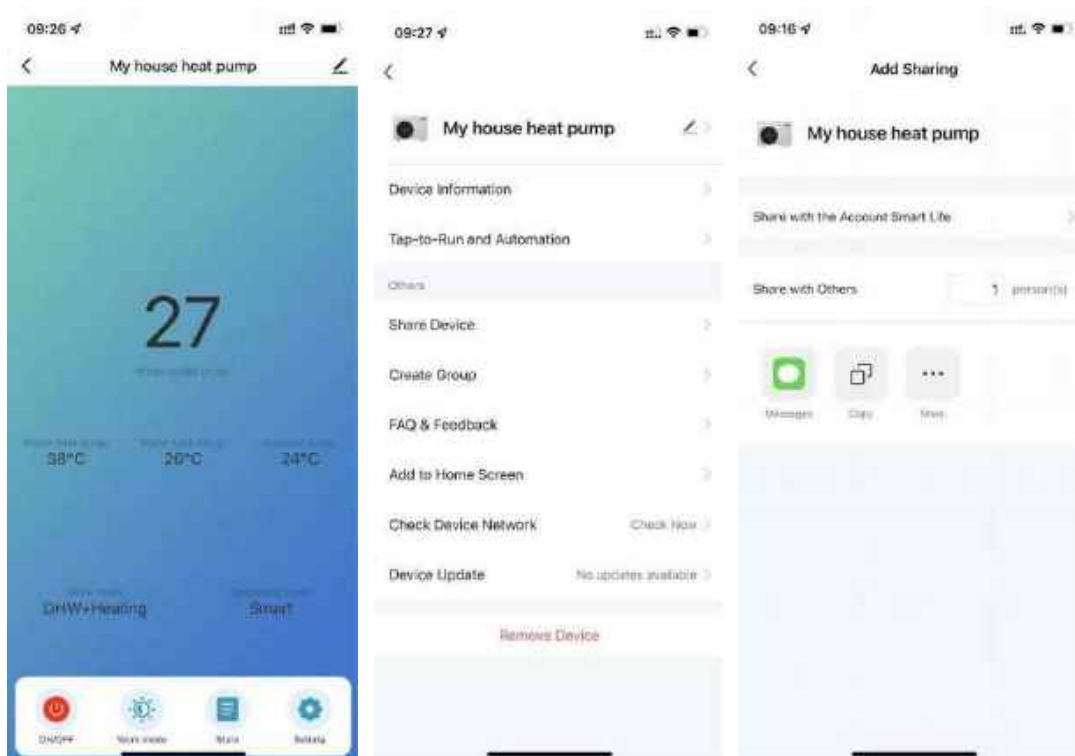 09:26
My house heat pump
27
38°C
24°C
DHW+Heating
Smart
ON/OFF
Work mode
09:27
My house heat pump
Device Information
Tap-to-Run and Automation
Others
Share Device
Create Group
FAQ & Feedback
Add to Home Screen
Check Device Network Check Now
Device Update No updates available
Remove Device
09:16
Add Sharing
My house heat pump
Share with the Account Smart Life
Share with Others 1 person(s)
Messages Copy More